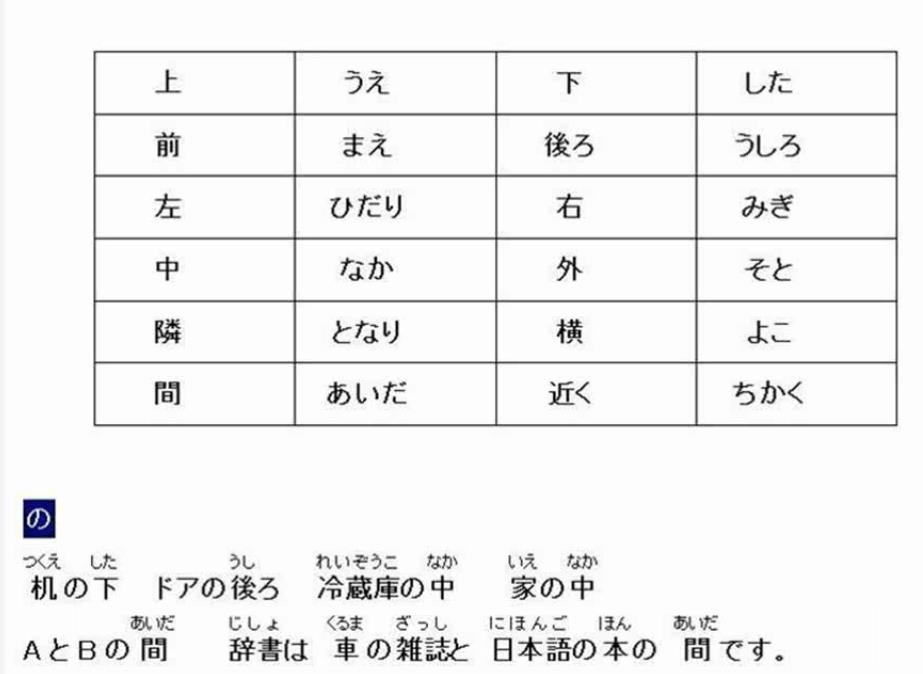 上 うえ 下 した
前 まえ 後ろ うしろ
左 ひだり 右 みぎ
中 なか 外 そと
隣 となり 横 よこ
間 あいだ 近く ちかく
の
つくえ した うし れいぞうこ なか いえ なか
机の下 ドアの後ろ 冷蔵庫の中 家の中
あいだ じしょ くるま ざっし にほんご ほん あいだ
AとBの間 辞書は 車の雑誌と 日本語の本の 間です。